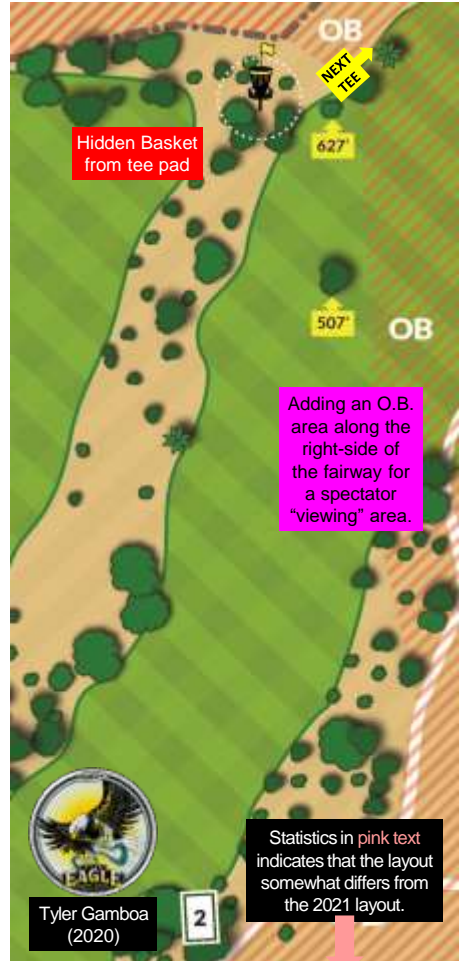 OB
NEXT
TEE
Hidden Basket
from tee pad
627'
507'
OB
Adding an O.B.
area along the
right-side of
the fairway for
a spectator
“viewing” area.
EAGLE
Statistics in pink text
indicates that the layout
somewhat differs from
the 2021 layout.
Tyler Gamboa
(2020)
2